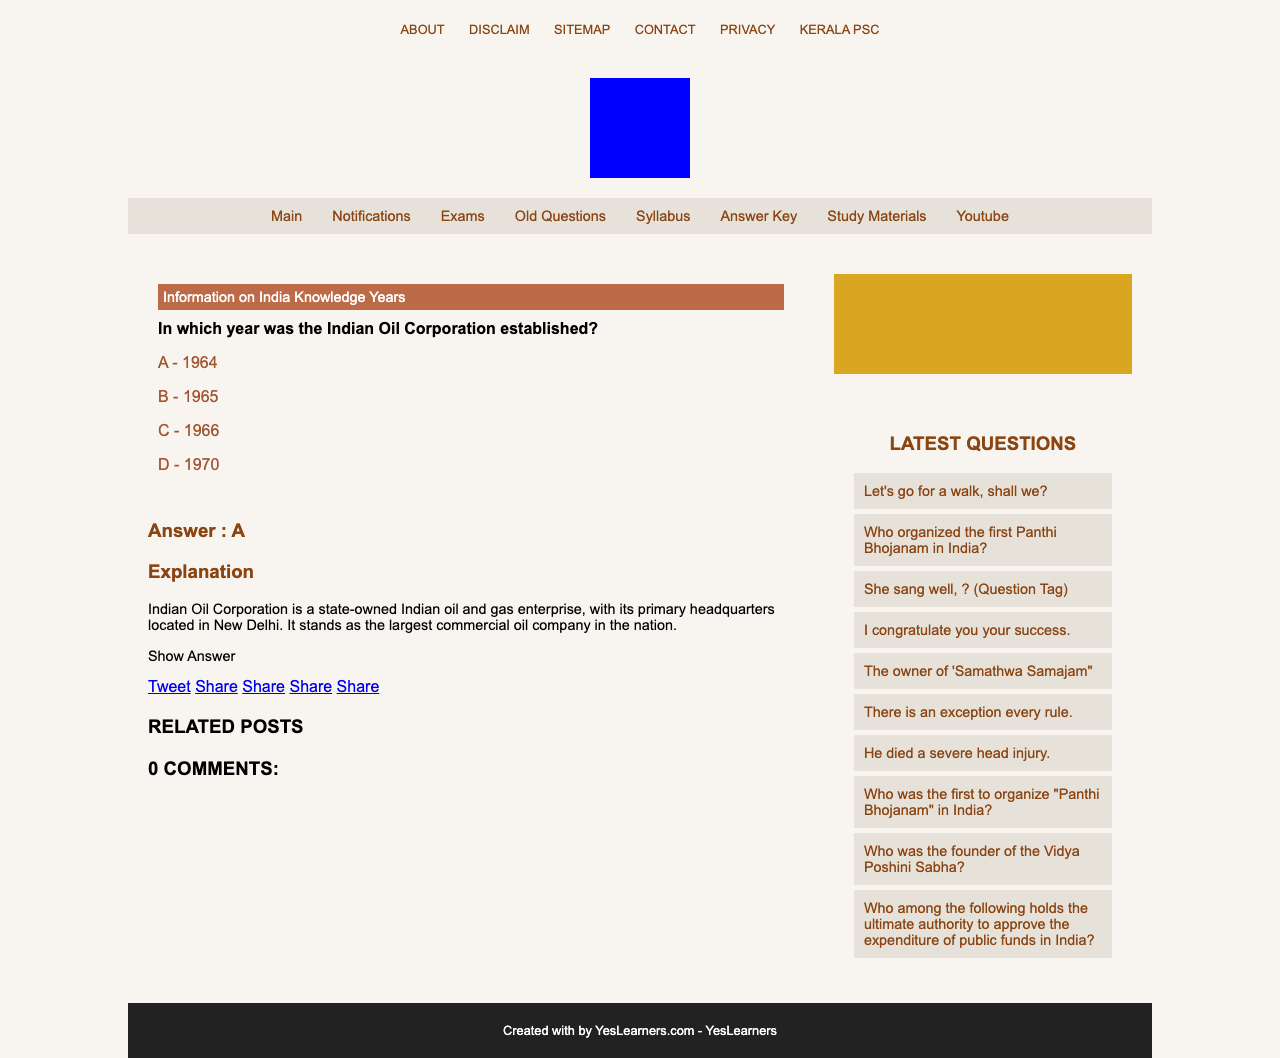 ABOUT DISCLAIM SITEMAP CONTACT PRIVACY KERALA PSC
Main Notifications Exams Old Questions Syllabus Answer Key Study Materials Youtube
Information on India Knowledge Years
In which year was the Indian Oil Corporation established?
A - 1964
B - 1965
C - 1966
D - 1970
Answer : A
Explanation
Indian Oil Corporation is a state-owned Indian oil and gas enterprise, with its primary headquarters
located in New Delhi. It stands as the largest commercial oil company in the nation.
Show Answer
Tweet Share Share Share Share
RELATED POSTS
0 COMMENTS:
LATEST QUESTIONS
Let's go for a walk, shall we?
Who organized the first Panthi
Bhojanam in India?
She sang well, ? (Question Tag)
I congratulate you your success.
The owner of 'Samathwa Samajam"
There is an exception every rule.
He died a severe head injury.
Who was the first to organize "Panthi
Bhojanam" in India?
Who was the founder of the Vidya
Poshini Sabha?
Who among the following holds the
ultimate authority to approve the
expenditure of public funds in India?
Created with by YesLearners.com - YesLearners